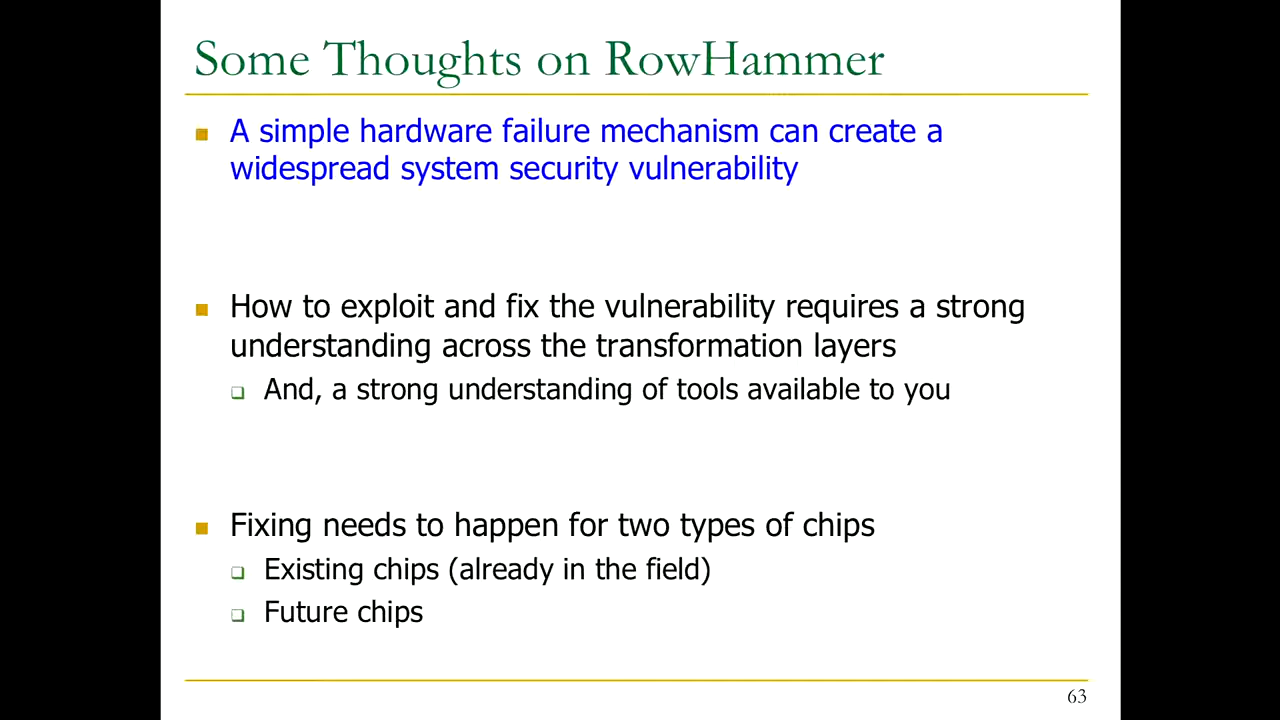 Some Thoughts on RowHammer
A simple hardware failure mechanism can create a
widespread system security vulnerability
How to exploit and fix the vulnerability requires a strong
understanding across the transformation layers
And, a strong understanding of tools available to you
Fixing needs to happen for two types of chips
Existing chips (already in the field)
Future chips
63